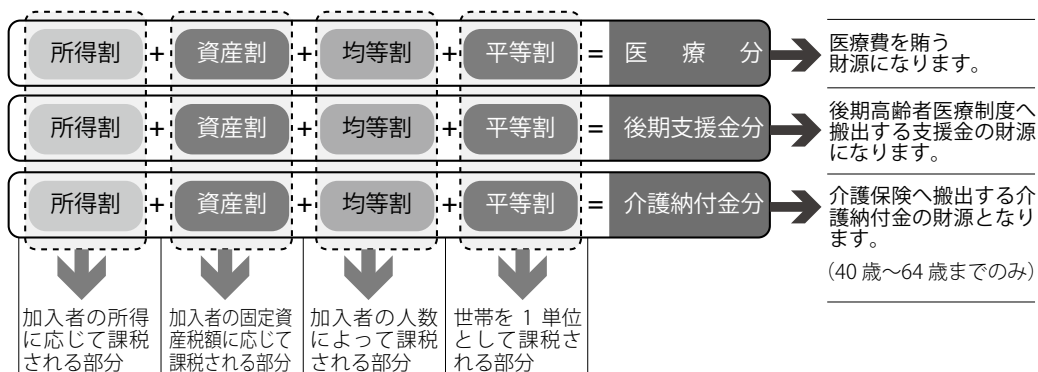 所得割 + 資産割 + 均等割 + 平等割 = 医療分
医療費を賄う
財源になります。
所得割 + 資産割 + 均等割 + 平等割 = 後期支援金分
後期高齢者医療制度へ
搬出する支援金の財源
になります。
所得割 + 資産割 + 均等割 + 平等割 = 介護納付金分
介護保険へ搬出する介
護納付金の財源となり
ます。
(40 歳～64 歳までのみ)
加入者の所得
に応じて課税
される部分
加入者の固定資
産税額に応じて
課税される部分
加入者の人数
によって課税
される部分
世帯を 1 単位
として課税さ
れる部分